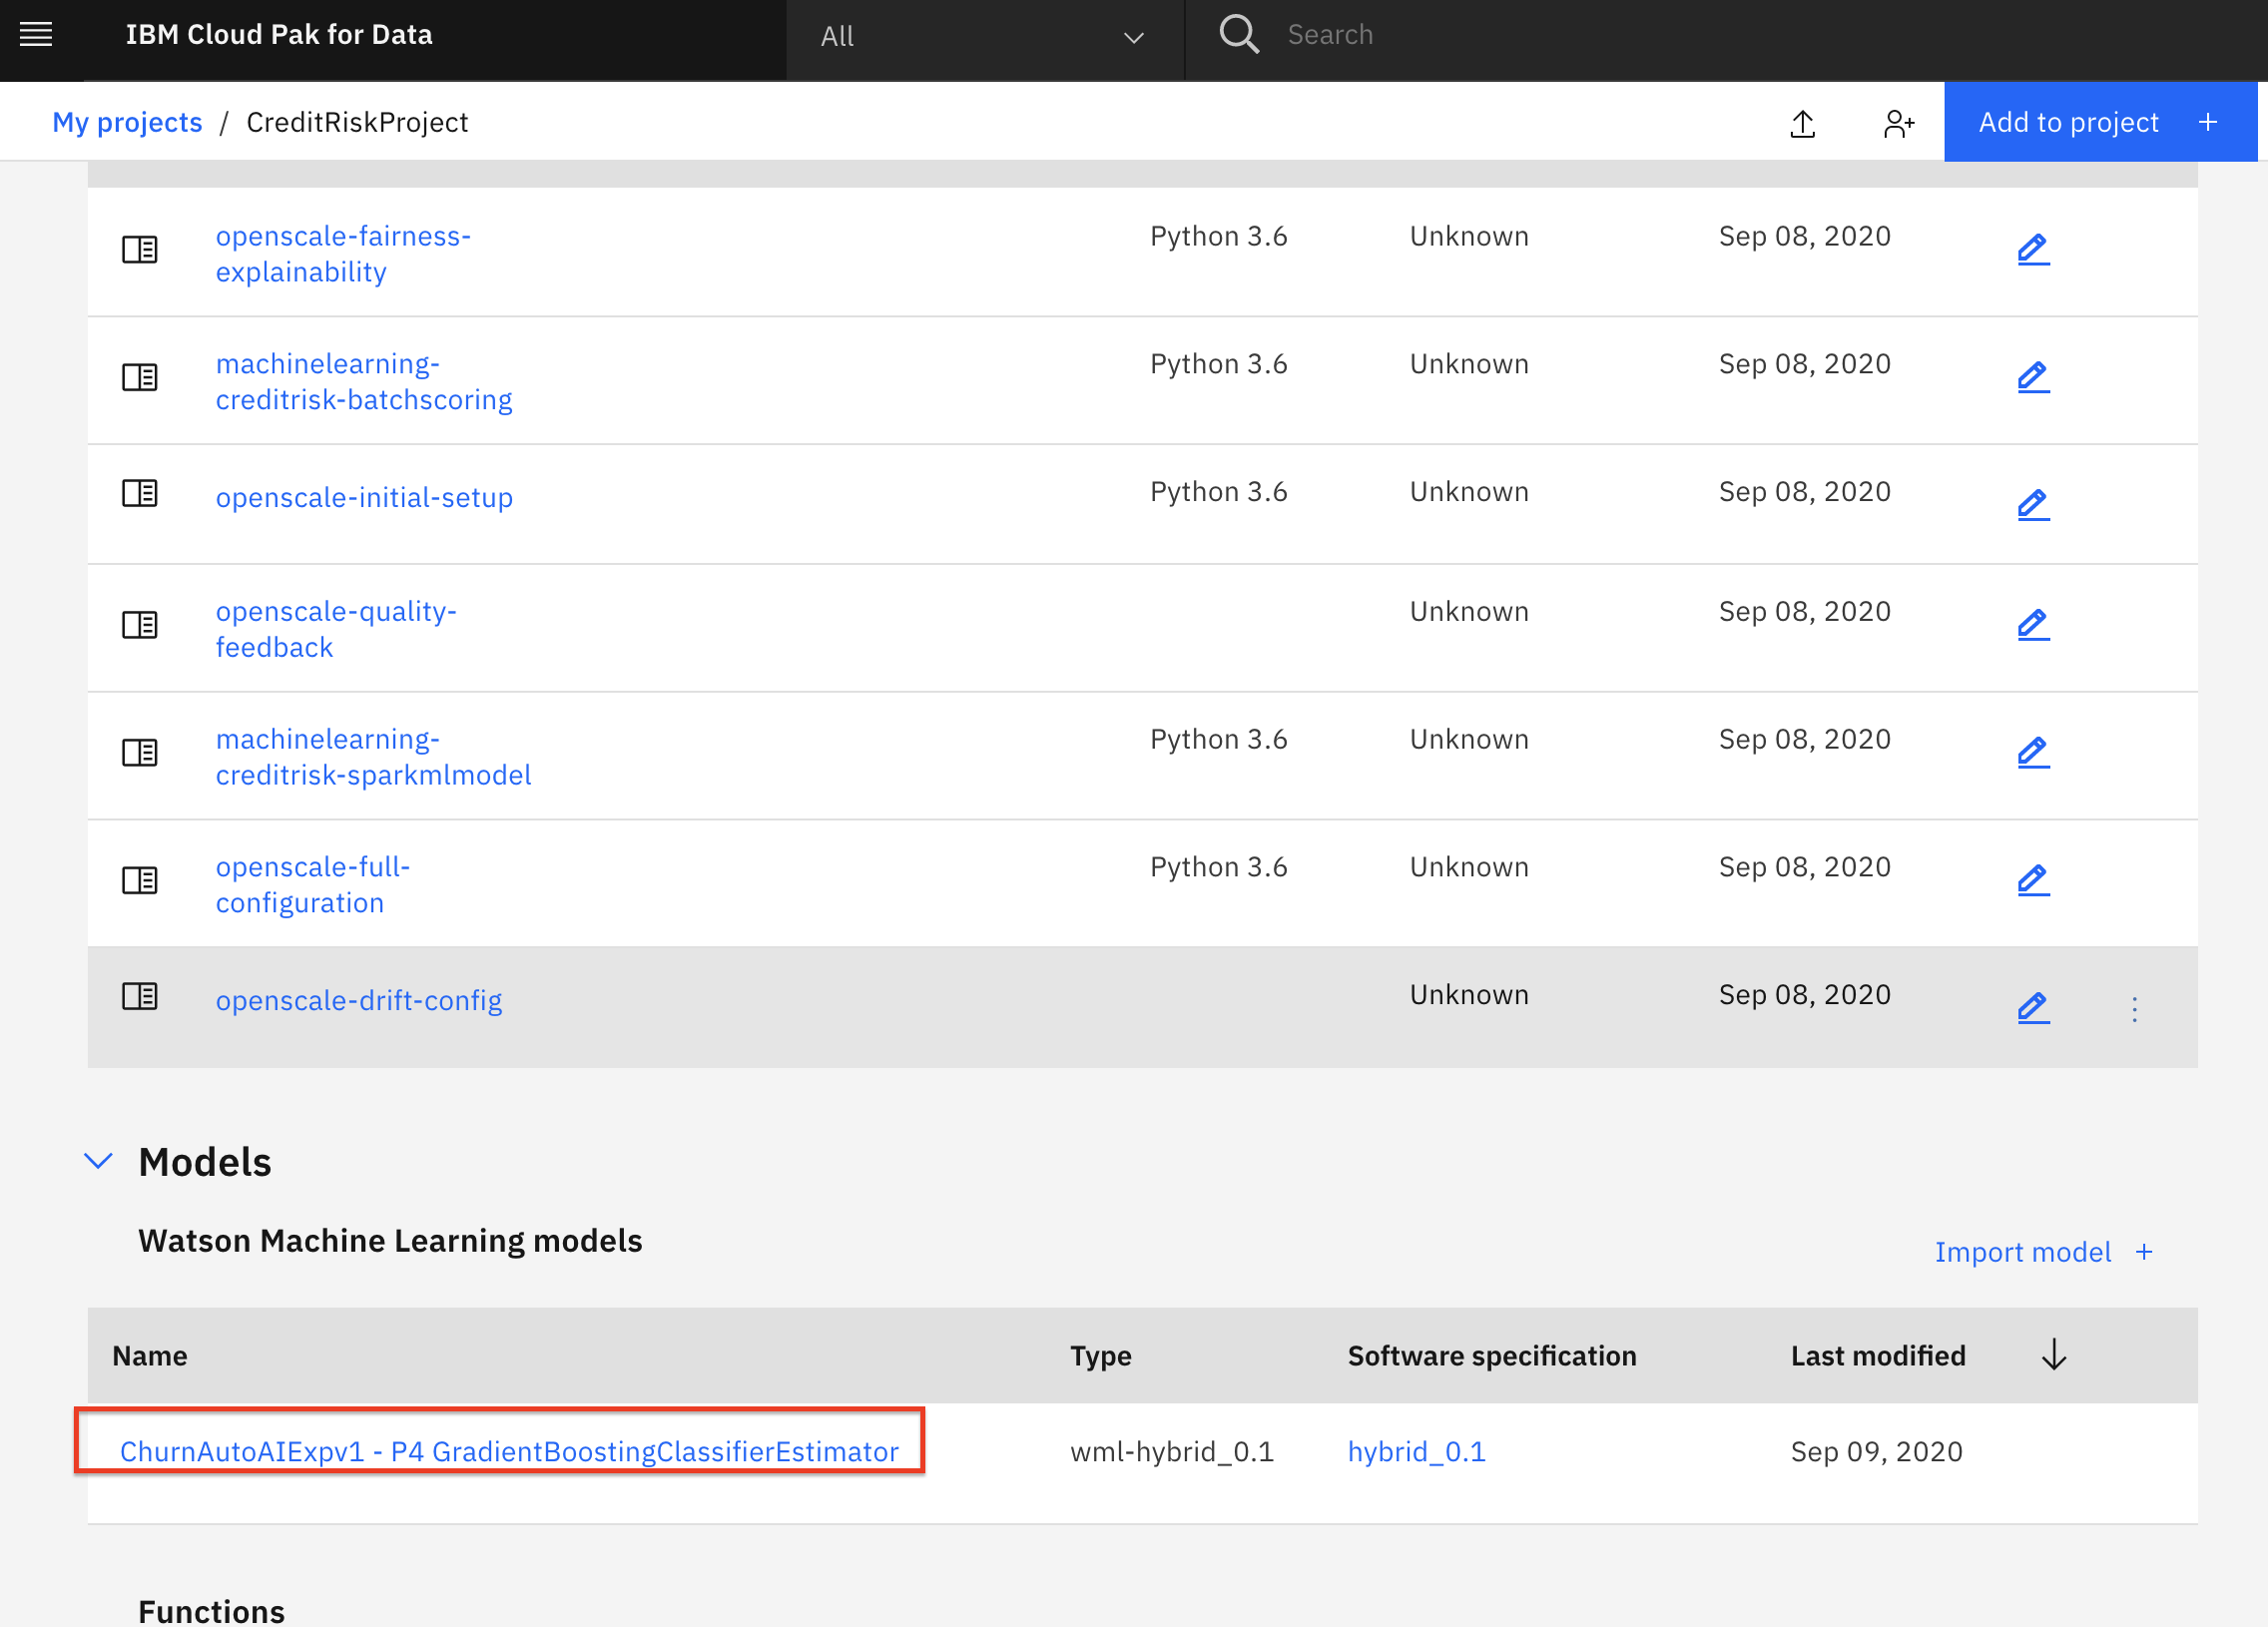 IBM Cloud Pak for Data All Search
My projects / CreditRiskProject Add to project +
openscale-fairness- Python 3.6 Unknown Sep 08, 2020
explainability
machinelearning- Python 3.6 Unknown Sep 08, 2020
creditrisk-batchscoring
openscale-initial-setup Python 3.6 Unknown Sep 08, 2020
openscale-quality- Unknown Sep 08, 2020
feedback
machinelearning- Python 3.6 Unknown Sep 08, 2020
creditrisk-sparkmlmodel
openscale-full- Python 3.6 Unknown Sep 08, 2020
configuration
openscale-drift-config Unknown Sep 08, 2020
Models
Watson Machine Learning models
Import model +
Name Type Software specification Last modified
ChurnAutoAIExpv1 - P4 GradientBoostingClassifierEstimator wml-hybrid_0.1 hybrid_0.1 Sep 09, 2020
Functions